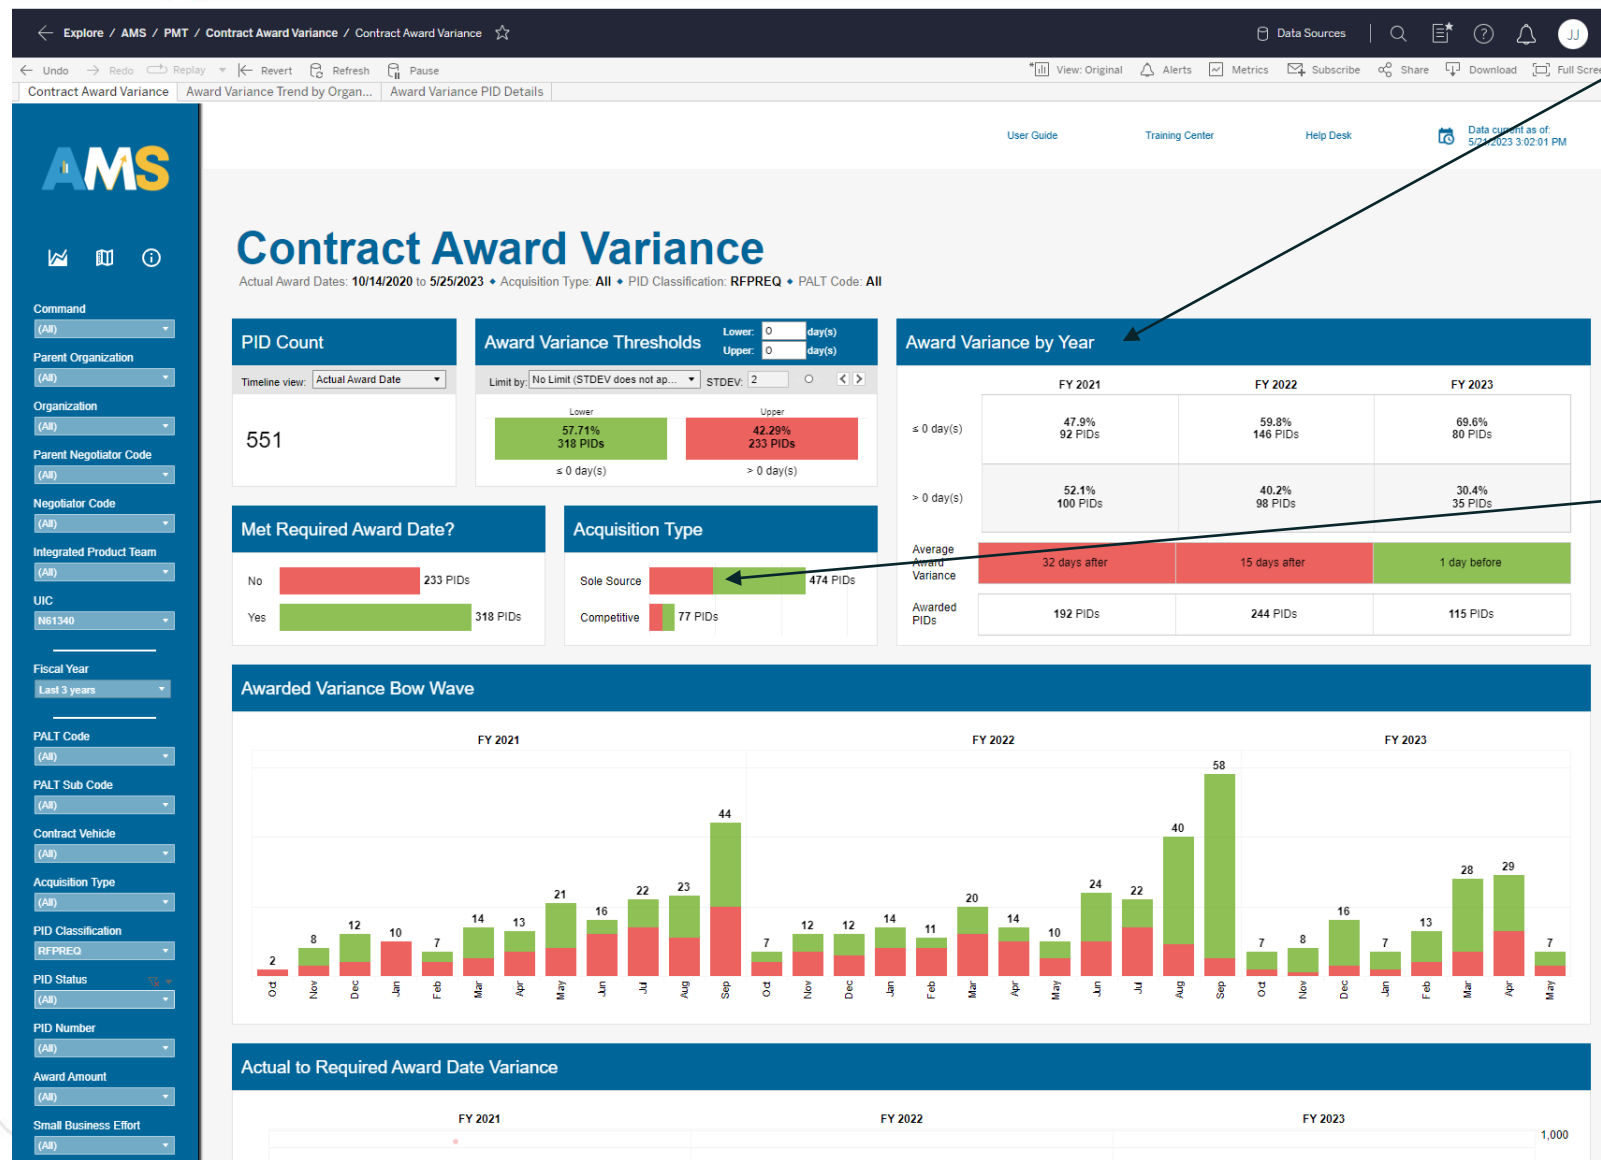 Explore / AMS / PMT / Contract Award Variance / Contract Award Variance
Data Sources
JJ
Undo Redo Replay Revert Refresh Pause
View: Original Alerts Metrics Subscribe Share Download Full Scree
Contract Award Variance Award Variance Trend by Organ... Award Variance PID Details
AMS
User Guide Training Center Help Desk
Data current as of:
5/21/2023 3:02:01 PM
Contract Award Variance
Actual Award Dates: 10/14/2020 to 5/25/2023 ◆ Acquisition Type: All ◆ PID Classification: RFPREQ ◆ PALT Code: All
Command
(All)
Parent Organization
(All)
Organization
(All)
Parent Negotiator Code
(All)
Negotiator Code
(All)
Integrated Product Team
(All)
UIC
N61340
Fiscal Year
Last 3 years
PALT Code
(All)
PALT Sub Code
(All)
Contract Vehicle
(All)
Acquisition Type
(All)
PID Classification
RFPREQ
PID Status
(All)
PID Number
(All)
Award Amount
(All)
Small Business Effort
(All)
PID Count
Timeline view: Actual Award Date
551
Award Variance Thresholds
Lower: 0 day(s)
Upper: 0 day(s)
Limit by: No Limit (STDEV does not ap... STDEV: 2
Lower Upper
57.71% 42.29%
318 PIDs 233 PIDs
≤ 0 day(s) > 0 day(s)
Award Variance by Year
FY 2021 FY 2022 FY 2023
≤ 0 day(s)
47.9% 59.8% 69.6%
92 PIDs 146 PIDs 80 PIDs
> 0 day(s)
52.1% 40.2% 30.4%
100 PIDs 98 PIDs 35 PIDs
Average
Award
Variance
32 days after 15 days after 1 day before
Awarded
PIDs
192 PIDs 244 PIDs 115 PIDs
Met Required Award Date?
No 233 PIDs
Yes 318 PIDs
Acquisition Type
Sole Source 474 PIDs
Competitive 77 PIDs
Awarded Variance Bow Wave
FY 2021 FY 2022 FY 2023
2 8 12 10 7 14 13 21 16 22 23 44 7 12 12 14 11 20 14 10 24 22 40 58 7 8 16 7 13 28 29 7
Oct Nov Dec Jan Feb Mar Apr May Jun Jul Aug Sep Oct Nov Dec Jan Feb Mar Apr May Jun Jul Aug Sep Oct Nov Dec Jan Feb Mar Apr May
Actual to Required Award Date Variance
FY 2021 FY 2022 FY 2023
1,000